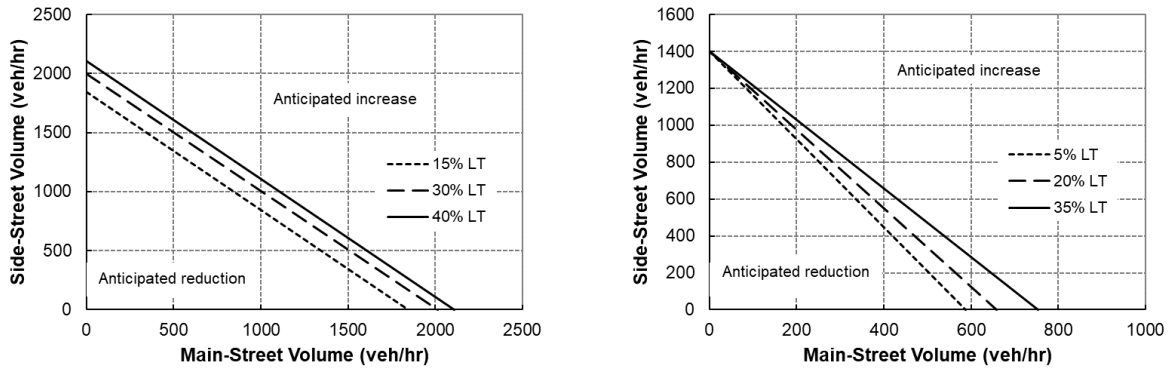 Side-Street Volume (veh/hr)
2500
2000
1500
1000
500
0
Anticipated increase
15% LT
30% LT
40% LT
Anticipated reduction
0 500 1000 1500 2000 2500
Main-Street Volume (veh/hr)
Side-Street Volume (veh/hr)
1600
1400
1200
1000
800
600
400
200
0
Anticipated increase
5% LT
20% LT
35% LT
Anticipated reduction
0 200 400 600 800 1000
Main-Street Volume (veh/hr)